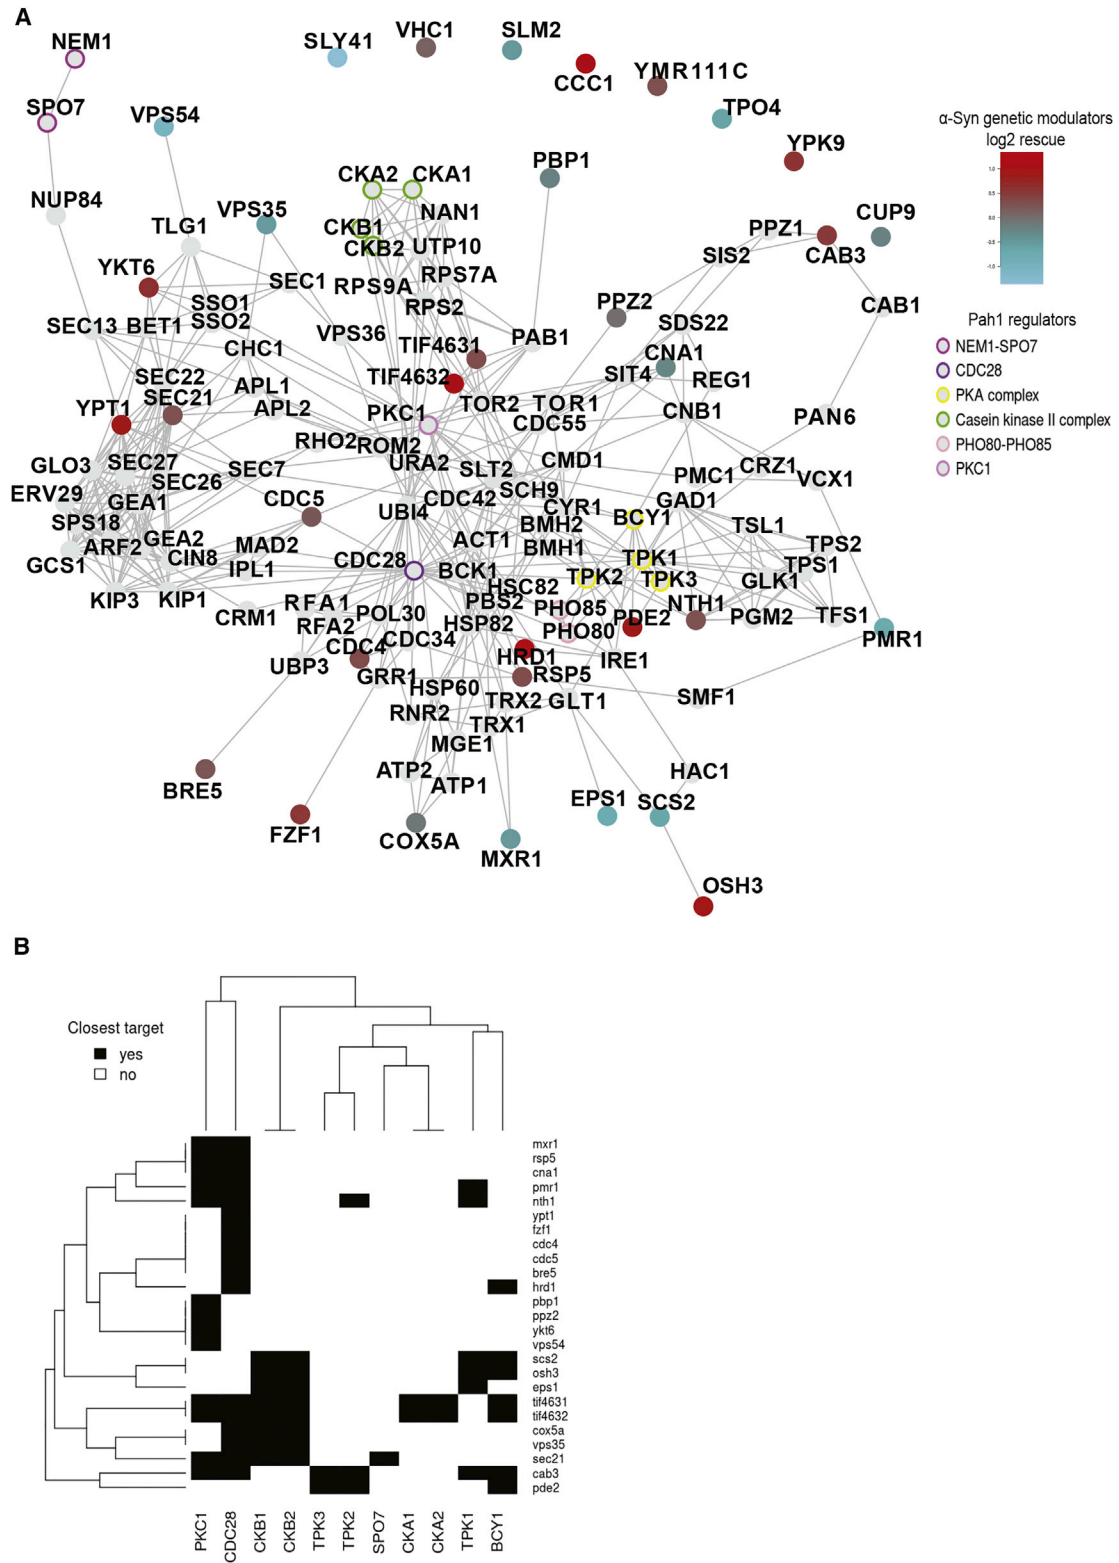 A
NEM1
SLY41
VHC1
SLM2
CCC1
YMR111C
SPO7
VPS54
TPO4
α-Syn genetic modulators
log2 rescue
1.0
0.5
0.0
-0.5
-1.0
YPK9
PBP1
CKA2
CKA1
NUP84
VPS35
NAN1
CUP9
TLG1
CKB1
CKB2
UTP10
PPZ1
SIS2
CAB3
YKT6
SEC1
RPS9A
RPS7A
SSO1
SSO2
RPS2
PPZ2
CAB1
SEC13
BET1
VPS36
PAB1
SDS22
Pah1 regulators
NEM1-SPO7
CDC28
PKA complex
Casein kinase II complex
PHO80-PHO85
PKC1
CHC1
TIF4631
CNA1
SEC22
SEC21
APL1
TIF4632
SIT4
REG1
YPT1
APL2
PKC1
TOR2
TOR1
CDC55
CNB1
PAN6
RHO2
ROM2
URA2
SLT2
CMD1
GLO3
SEC27
SEC7
PMC1
CRZ1
VCX1
ERV29
SEC26
GEA1
CDC5
CDC42
SCH9
GAD1
SPS18
UBI4
CYR1
BCY1
BMH2
TSL1
GEA2
ARF2
MAD2
ACT1
BMH1
TPS2
GCS1
CIN8
IPL1
CDC28
BCK1
TPK1
TPS1
KIP3
KIP1
HSC82
TPK2
TPK3
GLK1
CRM1
RFA1
RFA2
POL30
PBS2
PHO85
NTH1
PDE2
PGM2
TFS1
HSP82
PHO80
PMR1
CDC4
CDC34
HRD1
IRE1
UBP3
GRR1
RSP5
HSP60
TRX2
GLT1
SMF1
RNR2
TRX1
MGE1
BRE5
ATP2
ATP1
HAC1
EPS1
SCS2
FZF1
COX5A
MXR1
OSH3
B
Closest target
yes
no
mxr1
rsp5
cna1
pmr1
nth1
ypt1
fzf1
cdc4
cdc5
bre5
hrd1
pbp1
ppz2
ykt6
vps54
scs2
osh3
eps1
tif4631
tif4632
cox5a
vps35
sec21
cab3
pde2
PKC1
CDC28
CKB1
CKB2
TPK3
TPK2
SPO7
CKA1
CKA2
TPK1
BCY1